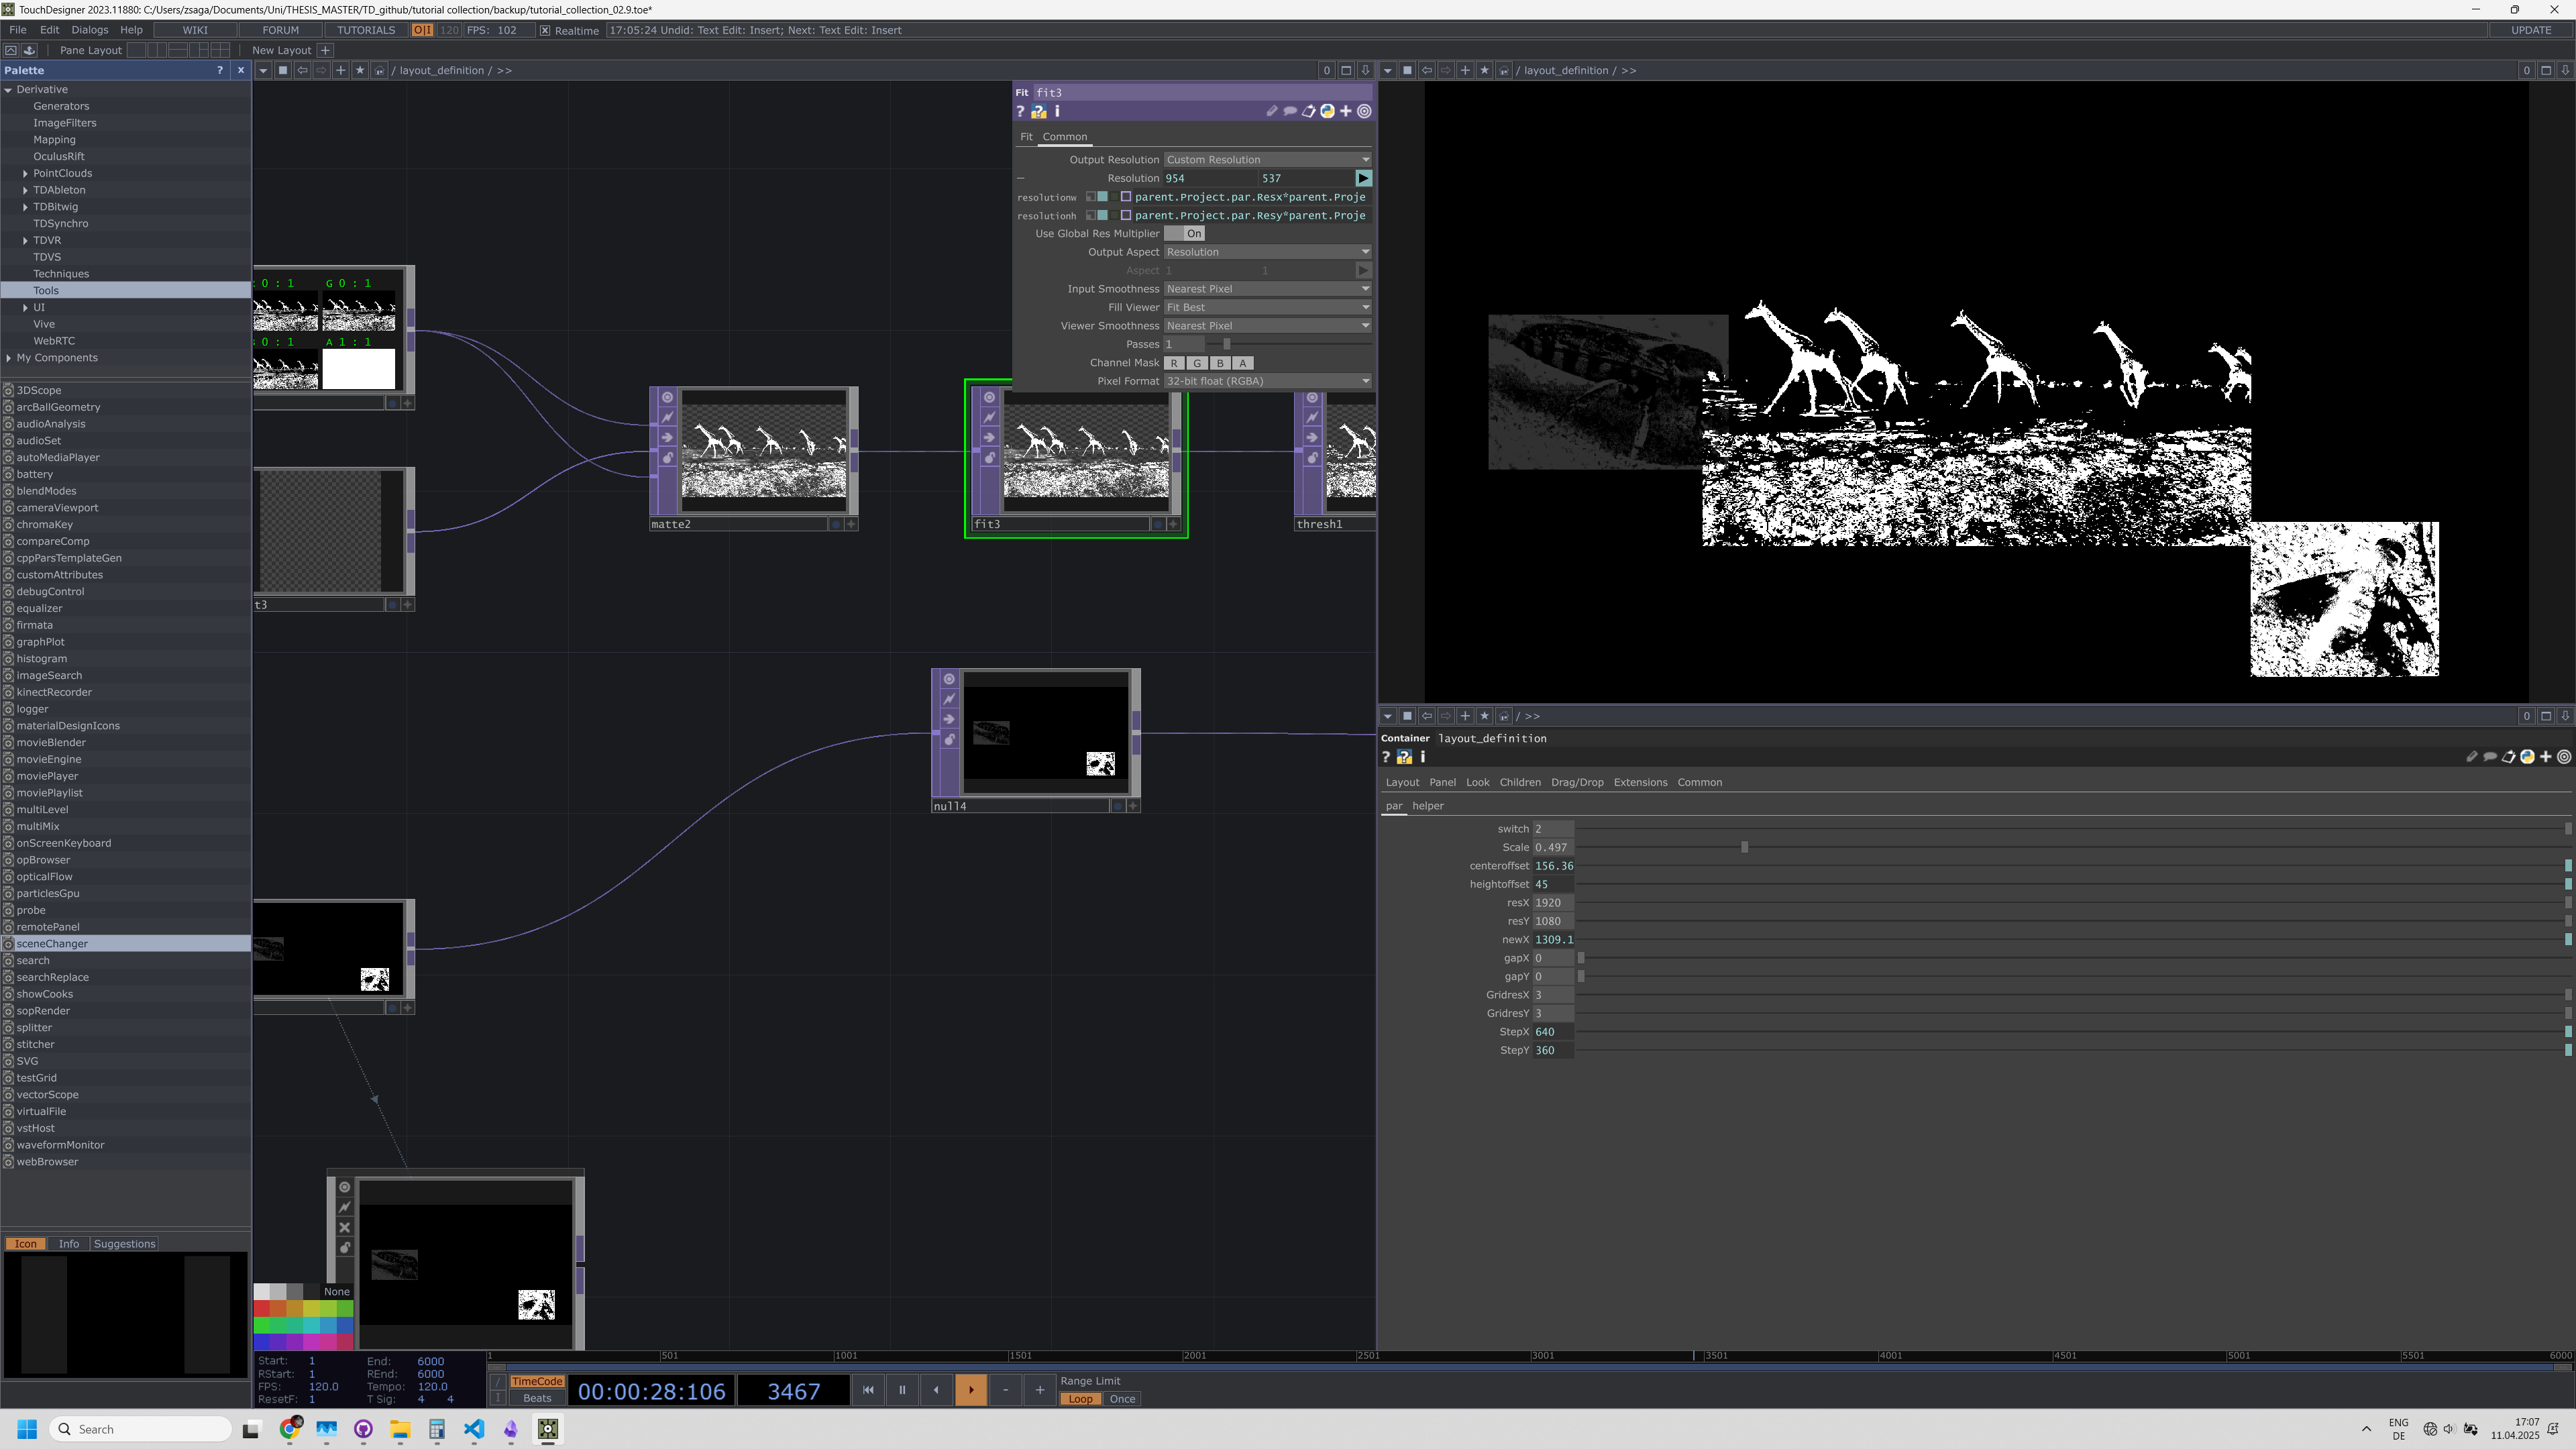 TouchDesigner 2023.11880: C:/Users/zsaga/Documents/Uni/THESIS_MASTER/TD_github/tutorial collection/backup/tutorial_collection_02.9.toe*
File Edit Dialogs Help WIKI FORUM TUTORIALS O|I 120 FPS: 102 Realtime 17:05:24 Undid: Text Edit: Insert; Next: Text Edit: Insert UPDATE
Pane Layout New Layout +
Palette ? x
/ layout_definition / >> 0
/ layout_definition / >> 0
Derivative
Generators
ImageFilters
Mapping
OculusRift
PointClouds
TDAbleton
TDBitwig
TDSynchro
TDVR
TDVS
Techniques
Tools
UI
Vive
WebRTC
My Components
3DScope
arcBallGeometry
audioAnalysis
audioSet
autoMediaPlayer
battery
blendModes
cameraViewport
chromaKey
compareComp
cppParsTemplateGen
customAttributes
debugControl
equalizer
firmata
graphPlot
histogram
imageSearch
kinectRecorder
logger
materialDesignIcons
movieBlender
movieEngine
moviePlayer
moviePlaylist
multiLevel
multiMix
onScreenKeyboard
opBrowser
opticalFlow
particlesGpu
probe
remotePanel
sceneChanger
search
searchReplace
showCooks
sopRender
splitter
stitcher
SVG
testGrid
vectorScope
virtualFile
vstHost
waveformMonitor
webBrowser
Icon Info Suggestions
0 : 1 G 0 : 1
0 : 1 A 1 : 1
t3
matte2
fit3
thresh1
null4
Fit fit3
? ? i
Fit Common
Output Resolution Custom Resolution
Resolution 954 537
resolutionw parent.Project.par.Resx*parent.Proje
resolutionh parent.Project.par.Resy*parent.Proje
Use Global Res Multiplier On
Output Aspect Resolution
Aspect 1 1
Input Smoothness Nearest Pixel
Fill Viewer Fit Best
Viewer Smoothness Nearest Pixel
Passes 1
Channel Mask R G B A
Pixel Format 32-bit float (RGBA)
/ >> 0
Container layout_definition
? ? i
Layout Panel Look Children Drag/Drop Extensions Common
par helper
switch 2
Scale 0.497
centeroffset 156.36
heightoffset 45
resX 1920
resY 1080
newX 1309.1
gapX 0
gapY 0
GridresX 3
GridresY 3
StepX 640
StepY 360
None
Start: 1 End: 6000
RStart: 1 REnd: 6000
FPS: 120.0 Tempo: 120.0
ResetF: 1 T Sig: 4 4
1 501 1001 1501 2001 2501 3001 3501 4001 4501 5001 5501 6000
TimeCode
Beats
00:00:28:106 3467
- +
Range Limit
Loop Once
Search
ENG
DE
17:07
11.04.2025